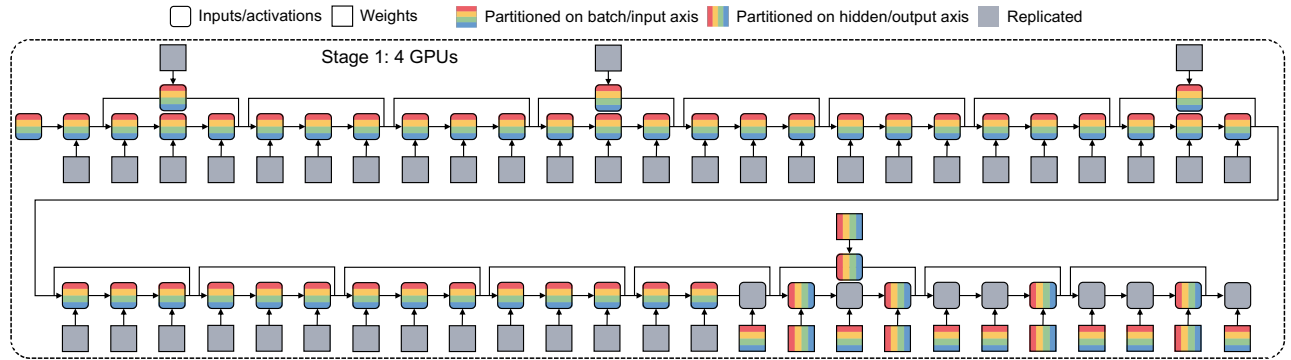 Inputs/activations
Weights
Partitioned on batch/input axis
Partitioned on hidden/output axis
Replicated
Stage 1: 4 GPUs